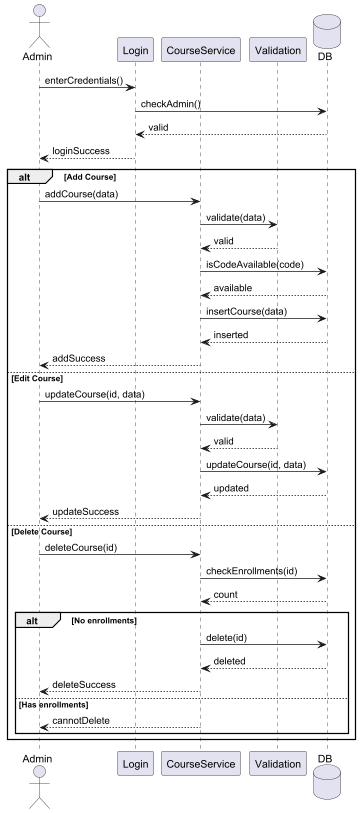 Admin
Login
CourseService
Validation
DB
enterCredentials()
checkAdmin()
valid
loginSuccess
alt [Add Course]
addCourse(data)
validate(data)
valid
isCodeAvailable(code)
available
insertCourse(data)
inserted
addSuccess
[Edit Course]
updateCourse(id, data)
validate(data)
valid
updateCourse(id, data)
updated
updateSuccess
[Delete Course]
deleteCourse(id)
checkEnrollments(id)
count
alt [No enrollments]
delete(id)
deleted
deleteSuccess
[Has enrollments]
cannotDelete
Admin
Login
CourseService
Validation
DB